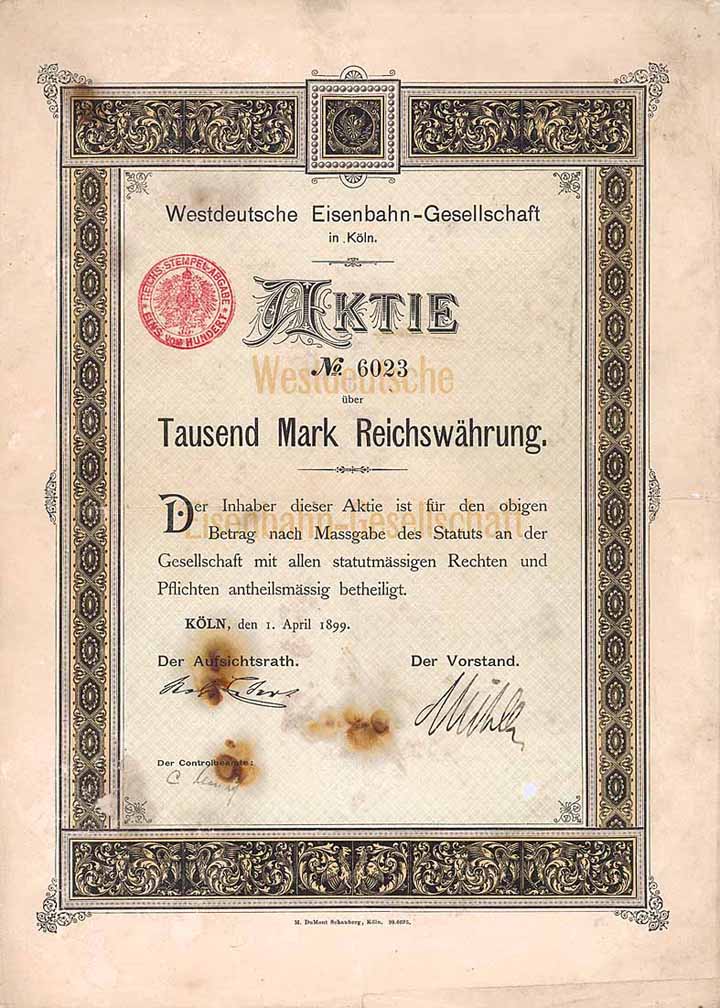 Westdeutsche Eisenbahn-Gesellschaft
in Köln.
REICHS-STEMPEL-ABGABE
EINS VOM HUNDERT
AKTIE
№ 6023
Westdeutsche
über
Tausend Mark Reichswährung.
Der Inhaber dieser Aktie ist für den obigen
Eisenbahn-Gesellschaft
Betrag nach Massgabe des Statuts an der
Gesellschaft mit allen statutmässigen Rechten und
Pflichten antheilsmässig betheiligt.
KÖLN, den 1. April 1899.
Der Aufsichtsrath. Der Vorstand.
Der Controlbeamte:
M. DuMont Schauberg, Köln.